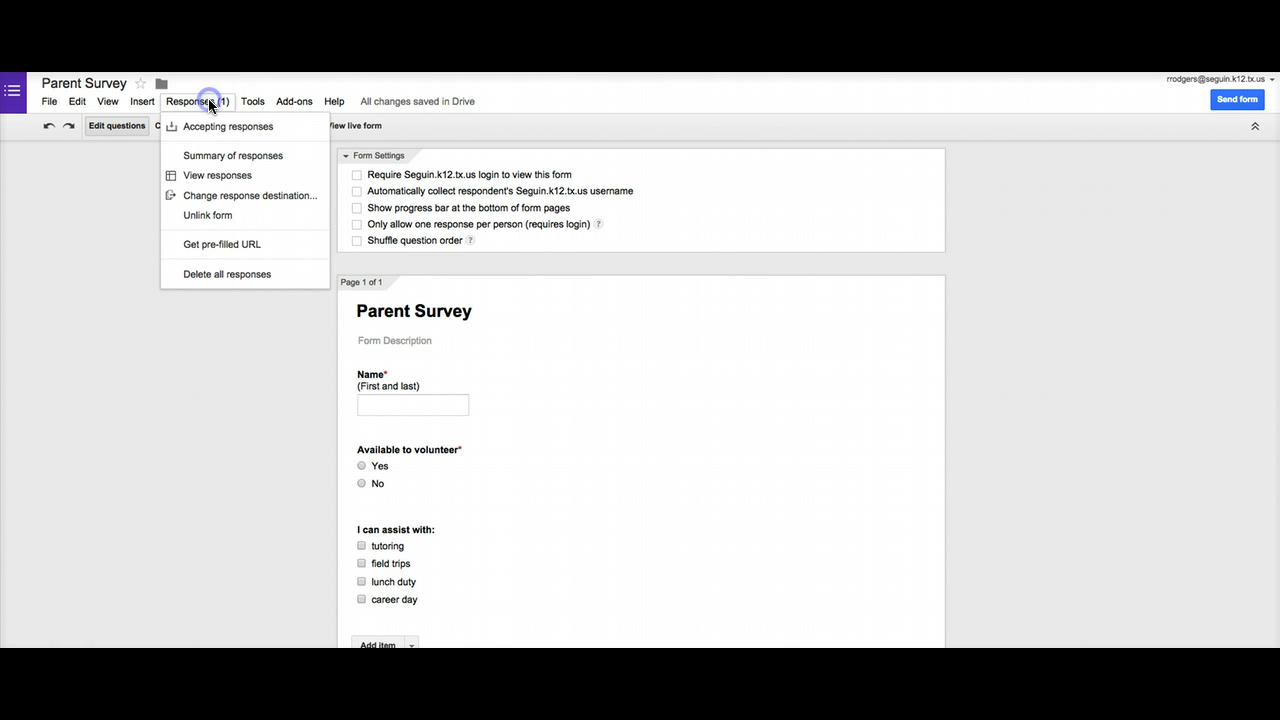 Parent Survey
rrodgers@seguin.k12.tx.us
File Edit View Insert Responses (1) Tools Add-ons Help All changes saved in Drive
Send form
Edit questions C View live form
Accepting responses
Summary of responses
View responses
Change response destination...
Unlink form
Get pre-filled URL
Delete all responses
Form Settings
Require Seguin.k12.tx.us login to view this form
Automatically collect respondent's Seguin.k12.tx.us username
Show progress bar at the bottom of form pages
Only allow one response per person (requires login) ?
Shuffle question order ?
Page 1 of 1
Parent Survey
Form Description
Name*
(First and last)
Available to volunteer*
Yes
No
I can assist with:
tutoring
field trips
lunch duty
career day
Add item